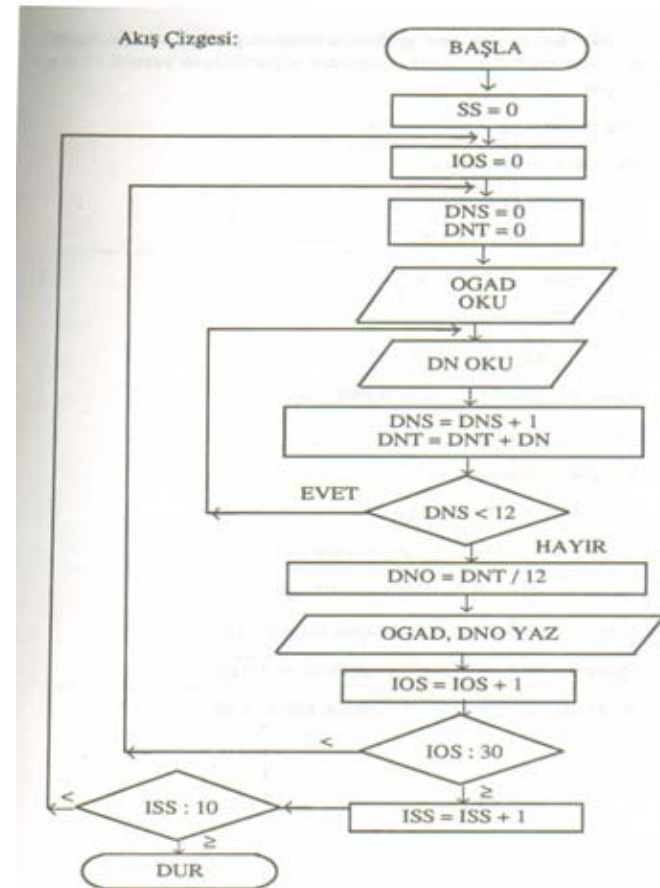 Akış Çizgesi:
BAŞLA
SS = 0
IOS = 0
DNS = 0
DNT = 0
OGAD
OKU
DN OKU
DNS = DNS + 1
DNT = DNT + DN
EVET
DNS < 12
HAYIR
DNO = DNT / 12
OGAD, DNO YAZ
IOS = IOS + 1
<
IOS : 30
≥
<
ISS : 10
ISS = ISS + 1
≥
DUR